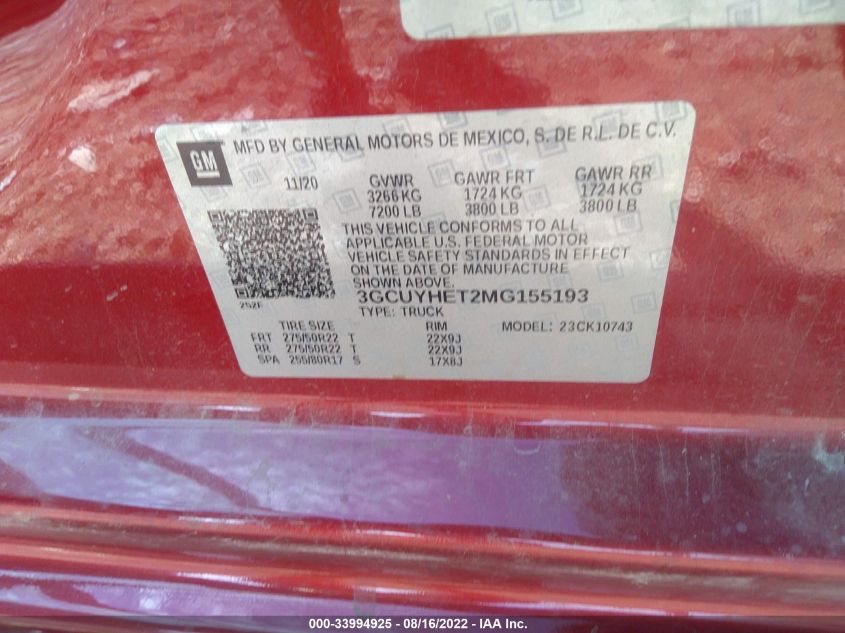 GM MFD BY GENERAL MOTORS DE MEXICO, S. DE R.L. DE C.V.
11/20 GVWR GAWR FRT GAWR RR
3266 KG 1724 KG 1724 KG
7200 LB 3800 LB 3800 LB
THIS VEHICLE CONFORMS TO ALL
APPLICABLE U.S. FEDERAL MOTOR
VEHICLE SAFETY STANDARDS IN EFFECT
ON THE DATE OF MANUFACTURE
SHOWN ABOVE.
252F 3GCUYHET2MG155193
TYPE: TRUCK
TIRE SIZE RIM MODEL: 23CK10743
FRT 275/50R22 T 22X9J
RR 275/50R22 T 22X9J
SPA 255/80R17 S 17X8J
000-33994925 - 08/16/2022 - IAA Inc.